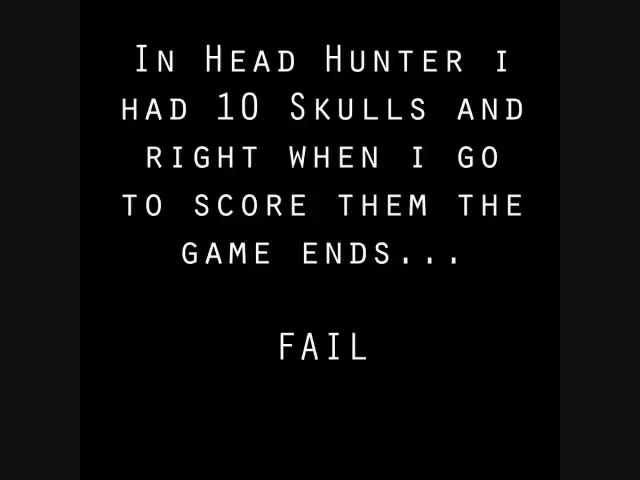 In Head Hunter i
had 10 Skulls and
right when i go
to score them the
game ends...
FAIL